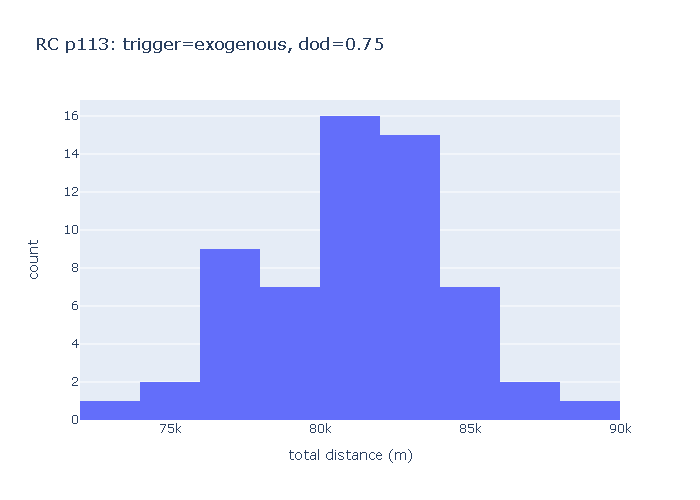 RC p113: trigger=exogenous, dod=0.75
16
14
12
10
8
6
4
2
0
count
75k
80k
85k
90k
total distance (m)